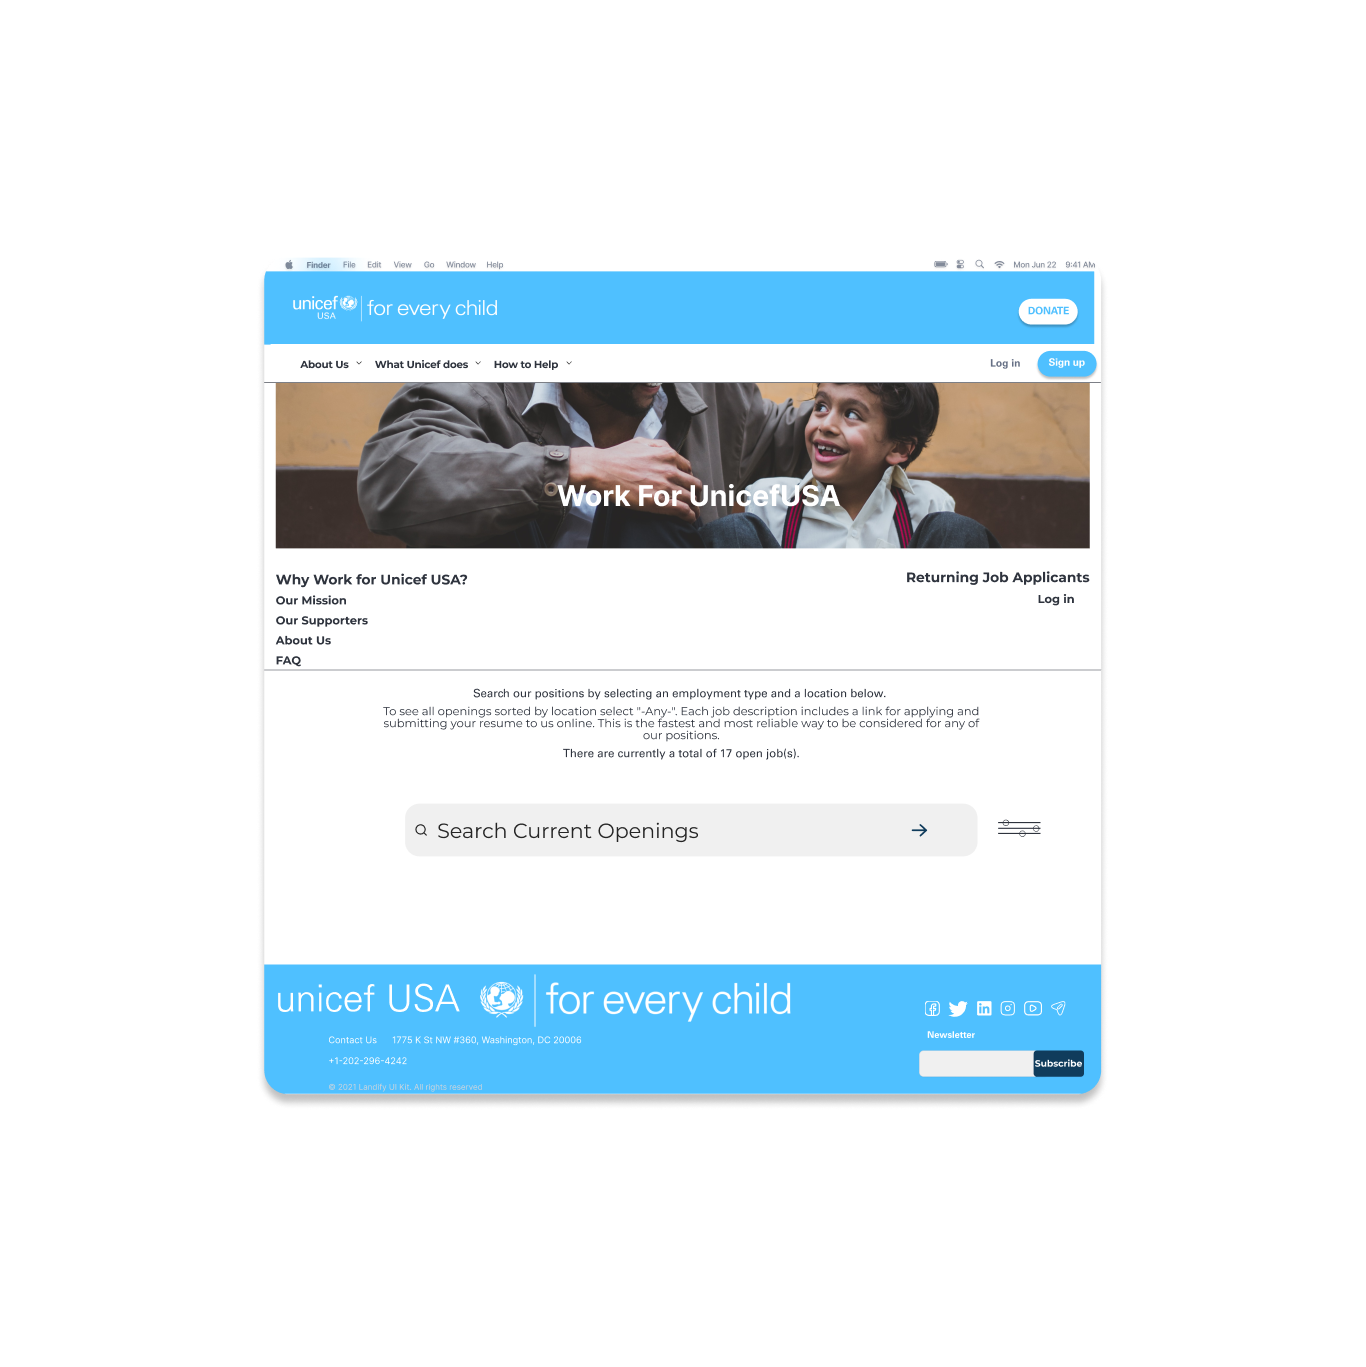 Finder File Edit View Go Window Help Mon Jun 22 9:41 AM
unicef for every child
USA
DONATE
About Us What Unicef does How to Help Log in Sign up
Work For UnicefUSA
Why Work for Unicef USA?
Our Mission
Our Supporters
About Us
FAQ
Returning Job Applicants
Log in
Search our positions by selecting an employment type and a location below.
To see all openings sorted by location select "-Any-". Each job description includes a link for applying and
submitting your resume to us online. This is the fastest and most reliable way to be considered for any of
our positions.
There are currently a total of 17 open job(s).
Search Current Openings
unicef USA for every child
Contact Us 1775 K St NW #360, Washington, DC 20006
+1-202-296-4242
© 2021 Landify UI Kit. All rights reserved
Newsletter
Subscribe